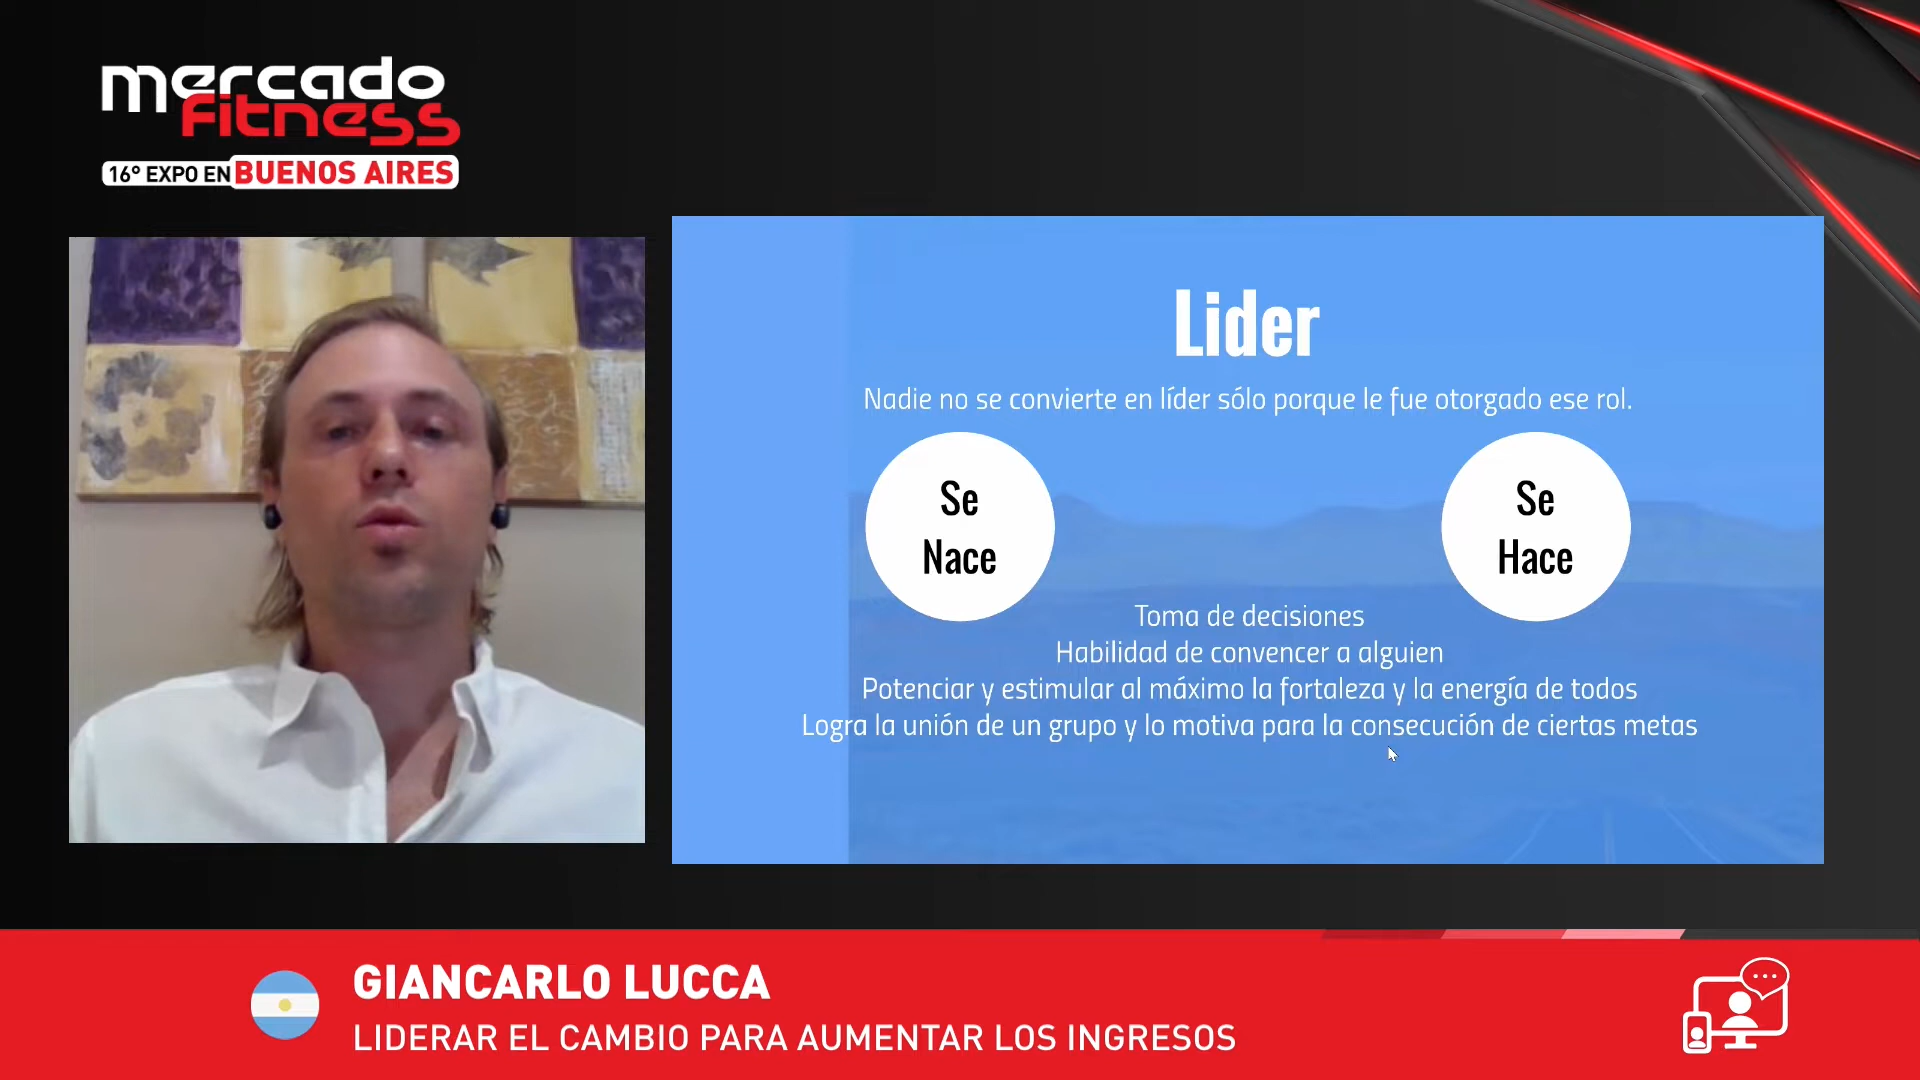 mercado
fitness
16° EXPO EN BUENOS AIRES
Lider
Nadie no se convierte en líder sólo porque le fue otorgado ese rol.
Se
Nace
Se
Hace
Toma de decisiones
Habilidad de convencer a alguien
Potenciar y estimular al máximo la fortaleza y la energía de todos
Logra la unión de un grupo y lo motiva para la consecución de ciertas metas
GIANCARLO LUCCA
LIDERAR EL CAMBIO PARA AUMENTAR LOS INGRESOS